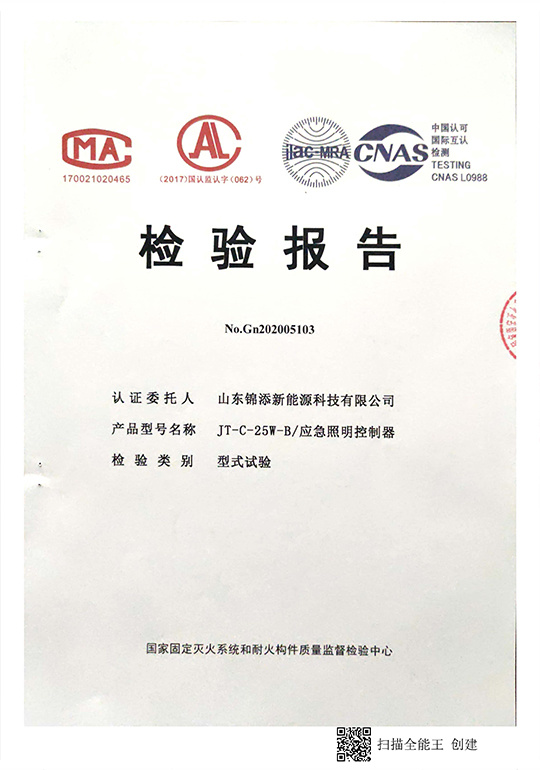 MA
170021020465
AL
(2017)国认监认字(062)号
ilac-MRA
CNAS
中国认可
国际互认
检测
TESTING
CNAS L0988
检验报告
No.Gn202005103
认证委托人 山东锦添新能源科技有限公司
产品型号名称 JT-C-25W-B/应急照明控制器
检验类别 型式试验
国家固定灭火系统和耐火构件质量监督检验中心
扫描全能王 创建